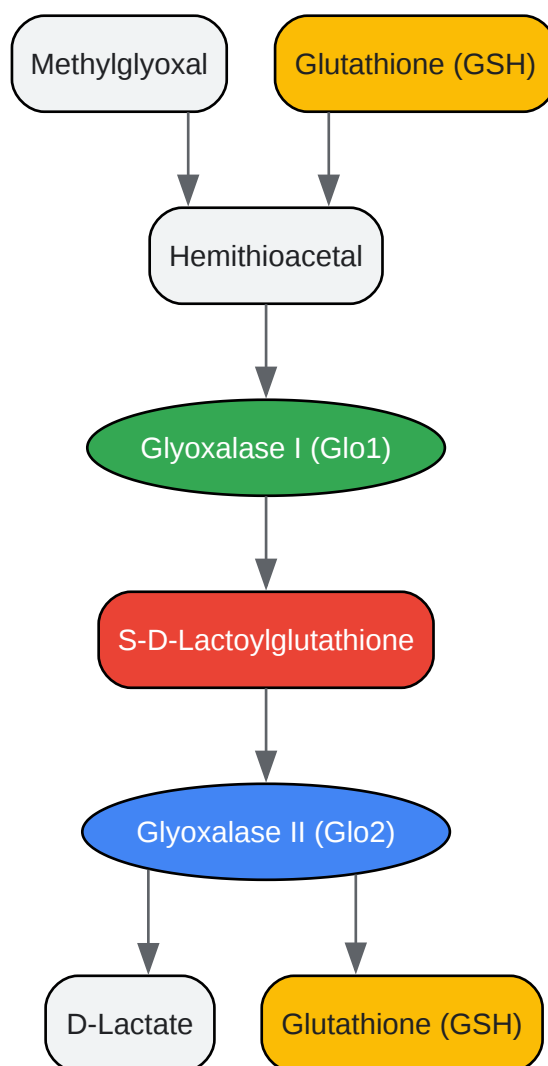 Methylglyoxal
Glutathione (GSH)
Hemithioacetal
Glyoxalase I (Glo1)
S-D-Lactoylglutathione
Glyoxalase II (Glo2)
D-Lactate
Glutathione (GSH)